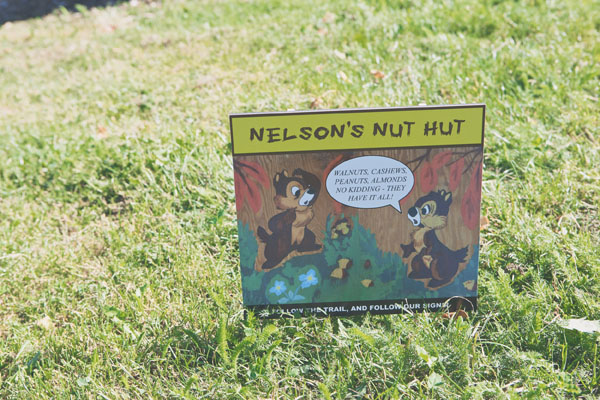 NELSON'S NUT HUT
WALNUTS, CASHEWS,
PEANUTS, ALMONDS
NO KIDDING - THEY
HAVE IT ALL!
FOLLOW THE TRAIL, AND FOLLOW OUR SIGNS